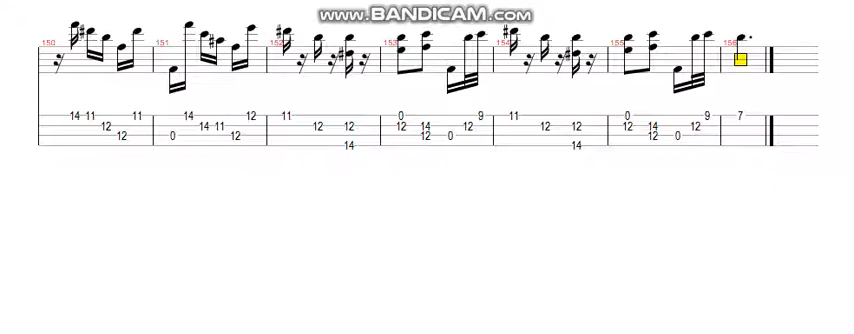 www.BANDICAM.com
150 151 152 153 154 155 156
14 11 11 14 12 11 0 9 11 0 9 7
12 14 11 12 12 12 14 12 12 12 12 14 12
12 0 12 12 0 12 0
14 14